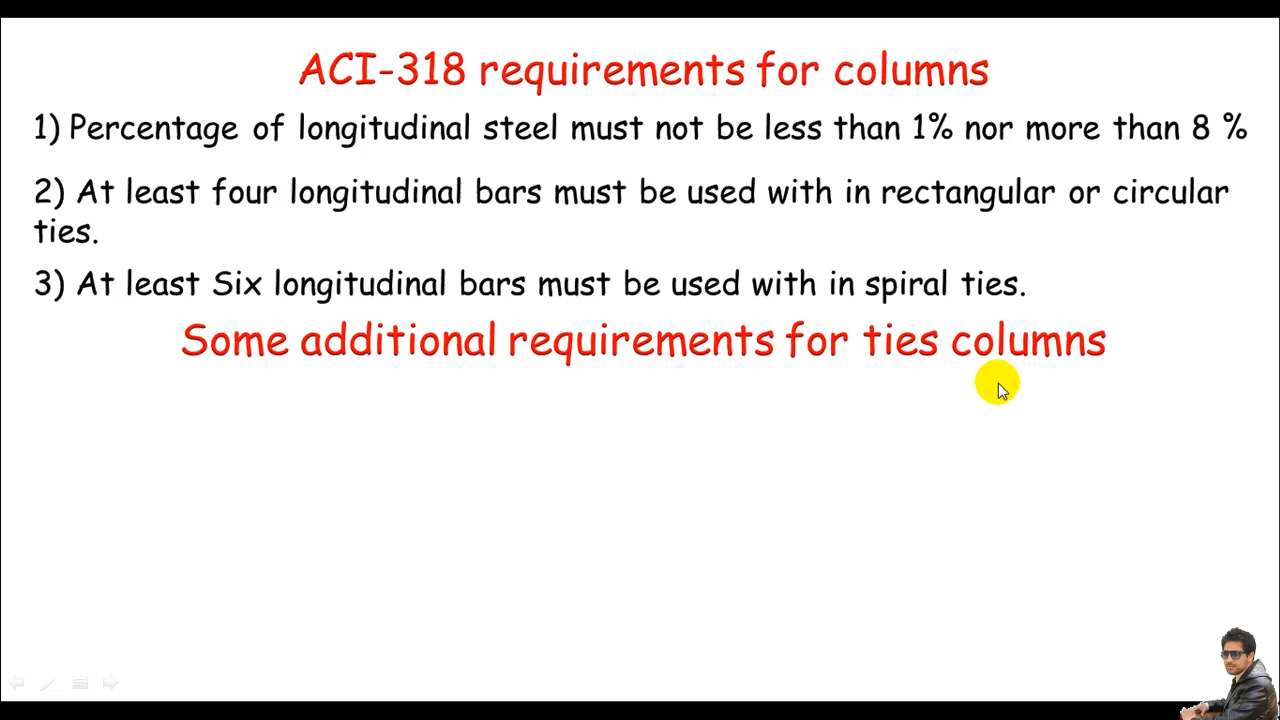 ACI-318 requirements for columns
1) Percentage of longitudinal steel must not be less than 1% nor more than 8 %
2) At least four longitudinal bars must be used with in rectangular or circular
ties.
3) At least Six longitudinal bars must be used with in spiral ties.
Some additional requirements for ties columns